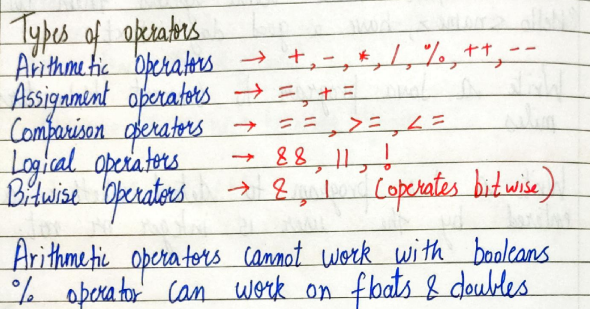 Types of operators
Arithmetic Operators → +, -, *, /, %, ++, --
Assignment operators → =, + =
Comparison operators → = =, > =, < =
Logical operators → &&, ||, !
Bitwise Operators → &, | (operates bitwise)
Arithmetic operators cannot work with booleans
% operator can work on floats & doubles